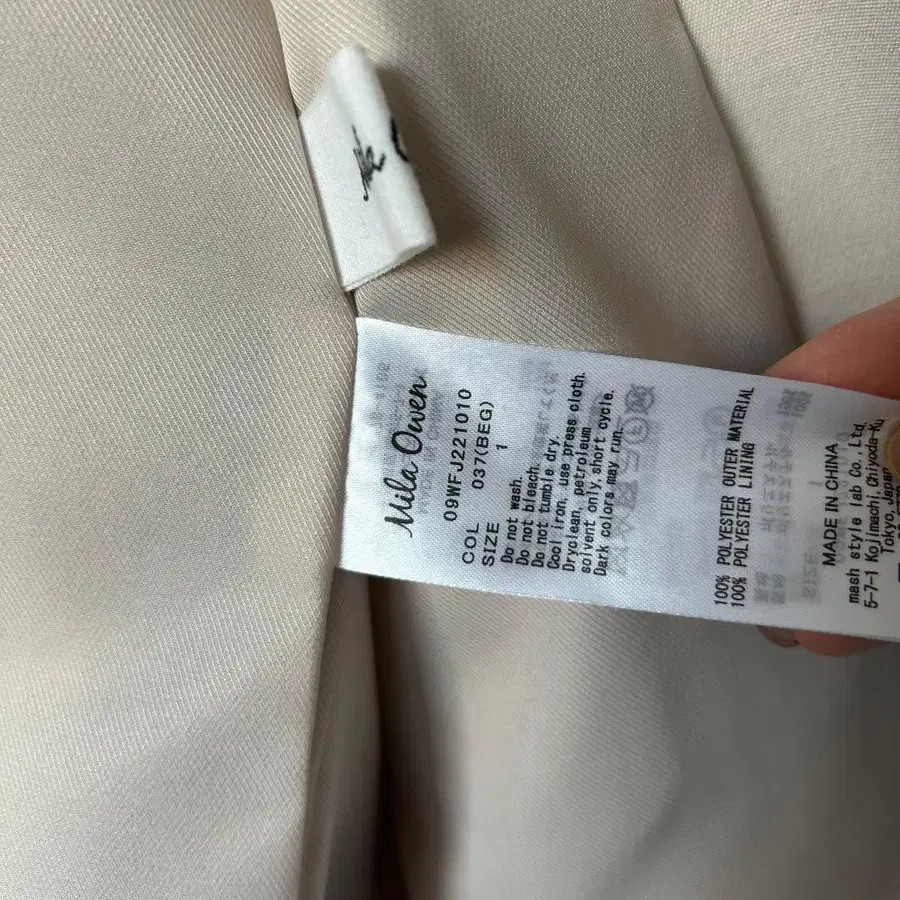 Mila
Mila Owen
09WFJ221010
COL 037(BEG)
SIZE 1
Do not wash.
Do not bleach.
Do not tumble dry.
Cool iron, use press cloth.
Dryclean, petroleum
solvent only, short cycle.
Dark colors may run.
100% POLYESTER OUTER MATERIAL
100% POLYESTER LINING
MADE IN CHINA
mash style lab Co.,Ltd.
5-7-1 Kojimachi, Chiyoda-Ku
Tokyo, Japan